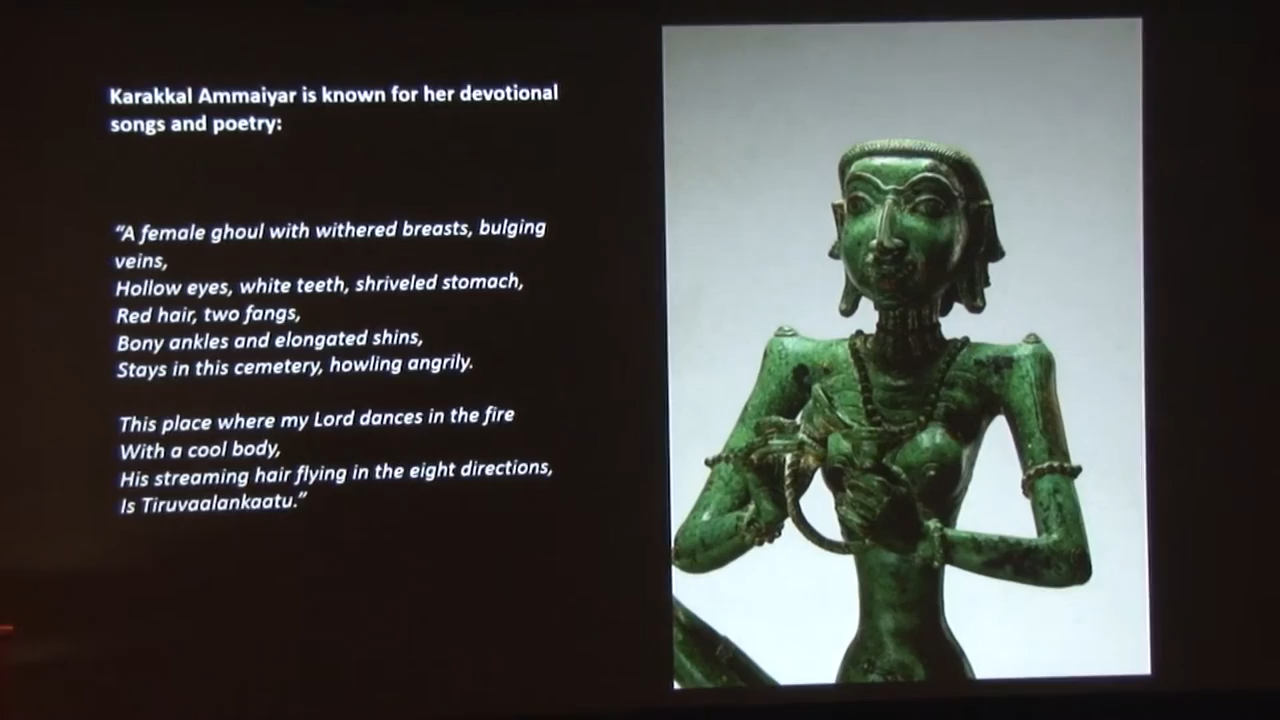 Karakkal Ammaiyar is known for her devotional
songs and poetry:
“A female ghoul with withered breasts, bulging
veins,
Hollow eyes, white teeth, shriveled stomach,
Red hair, two fangs,
Bony ankles and elongated shins,
Stays in this cemetery, howling angrily.
This place where my Lord dances in the fire
With a cool body,
His streaming hair flying in the eight directions,
Is Tiruvaalankaatu.”